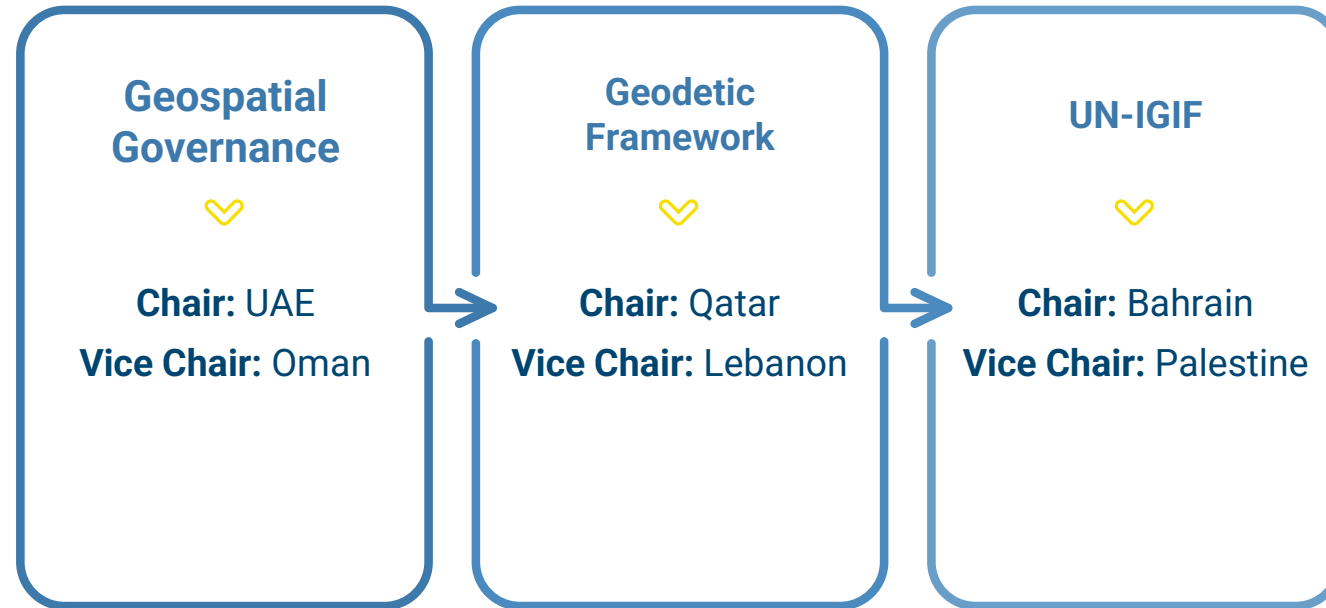 Geospatial
Governance
Chair: UAE
Vice Chair: Oman
Geodetic
Framework
Chair: Qatar
Vice Chair: Lebanon
UN-IGIF
Chair: Bahrain
Vice Chair: Palestine